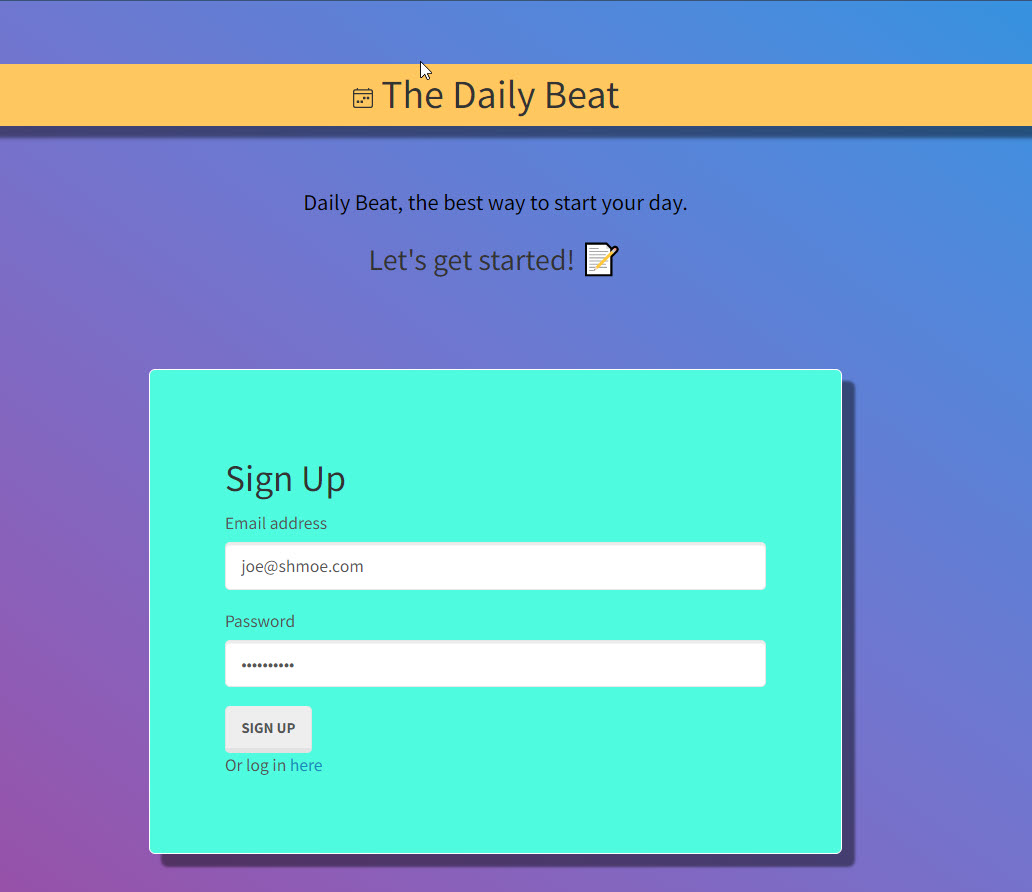 The Daily Beat
Daily Beat, the best way to start your day.
Let's get started!
Sign Up
Email address
joe@shmoe.com
Password
••••••••••
SIGN UP
Or log in here